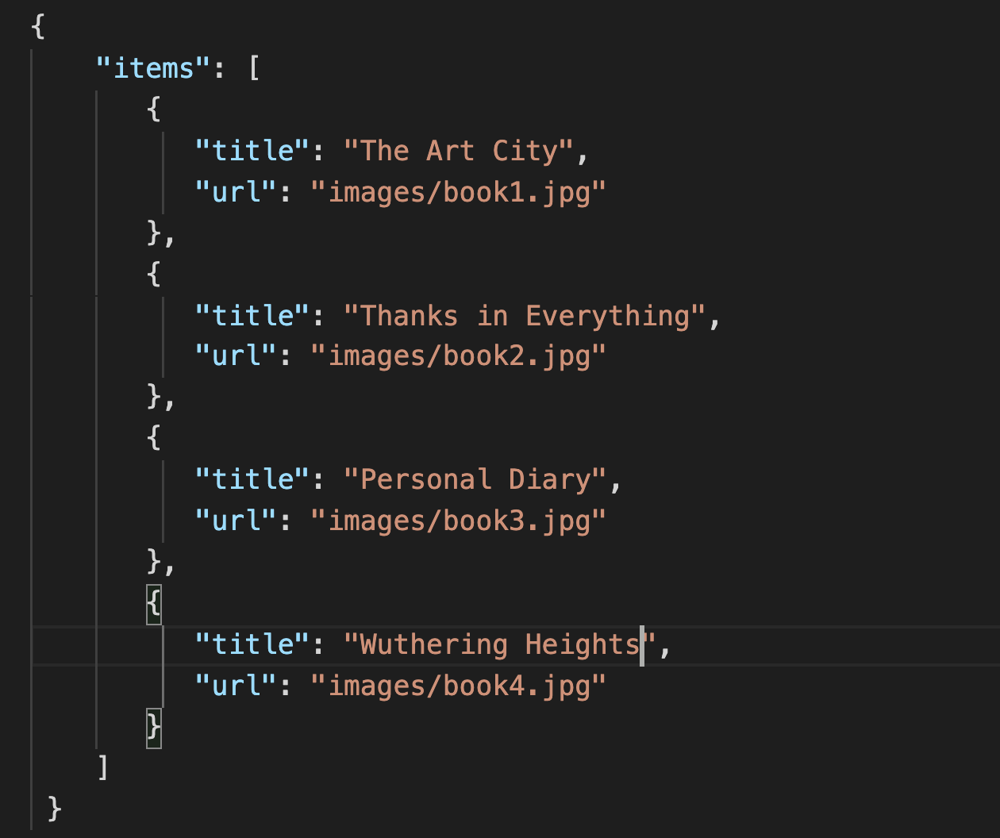 {
    "items": [
       {
          "title": "The Art City",
          "url": "images/book1.jpg"
       },
       {
          "title": "Thanks in Everything",
          "url": "images/book2.jpg"
       },
       {
          "title": "Personal Diary",
          "url": "images/book3.jpg"
       },
       {
          "title": "Wuthering Heights",
          "url": "images/book4.jpg"
       }
    ]
 }